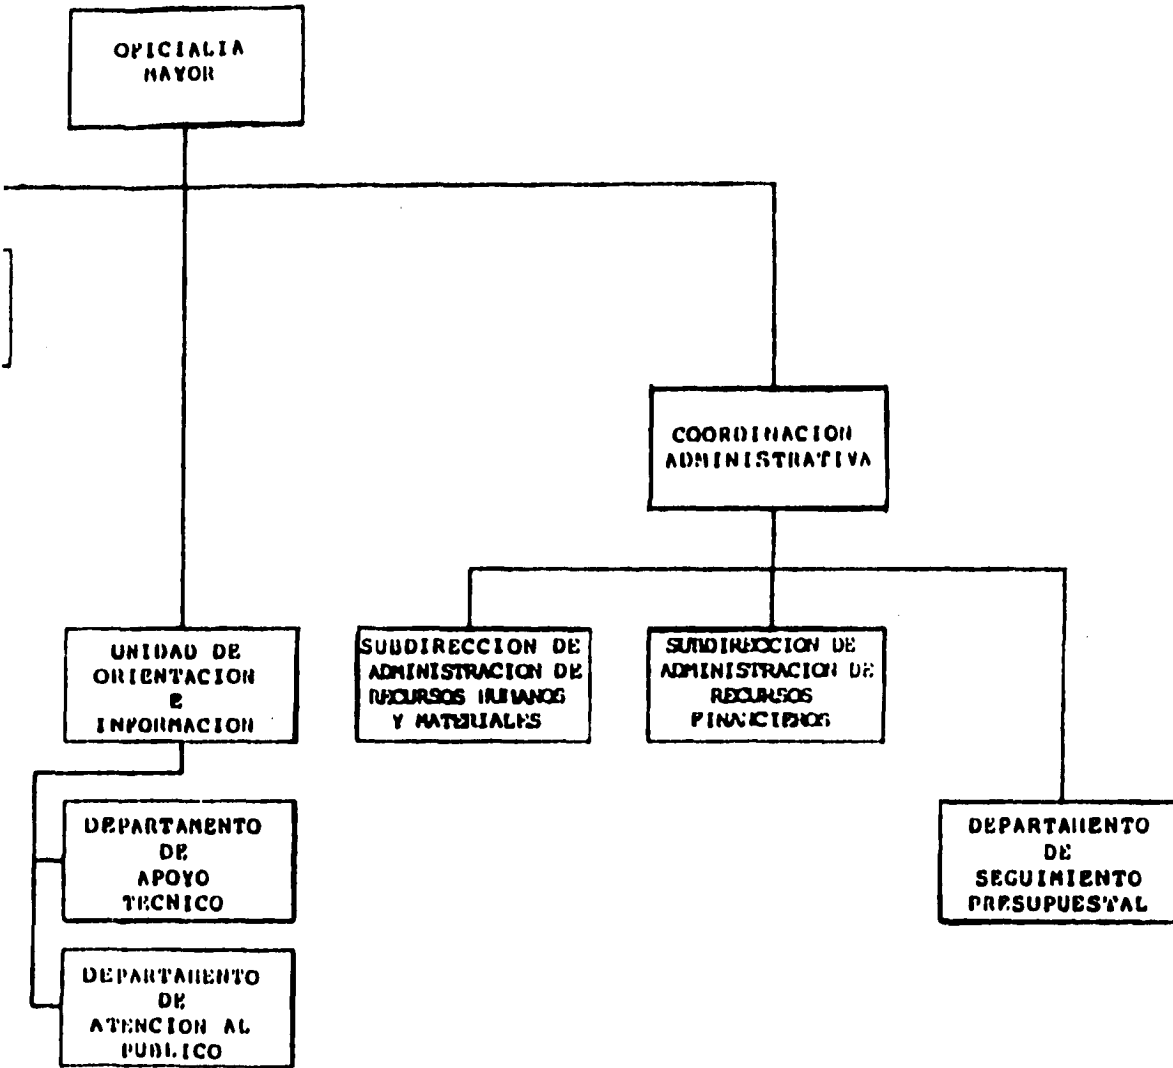 OFICIALIA
MAYOR
COORDINACION
ADMINISTRATIVA
UNIDAD DE
ORIENTACION
E
INFORMACION
SUBDIRECCION DE
ADMINISTRACION DE
RECURSOS HUMANOS
Y MATERIALES
SUBDIRECCION DE
ADMINISTRACION DE
RECURSOS
FINANCIEROS
DEPARTAMENTO
DE
APOYO
TECNICO
DEPARTAMENTO
DE
SEGUIMIENTO
PRESUPUESTAL
DEPARTAMENTO
DE
ATENCION AL
PUBLICO